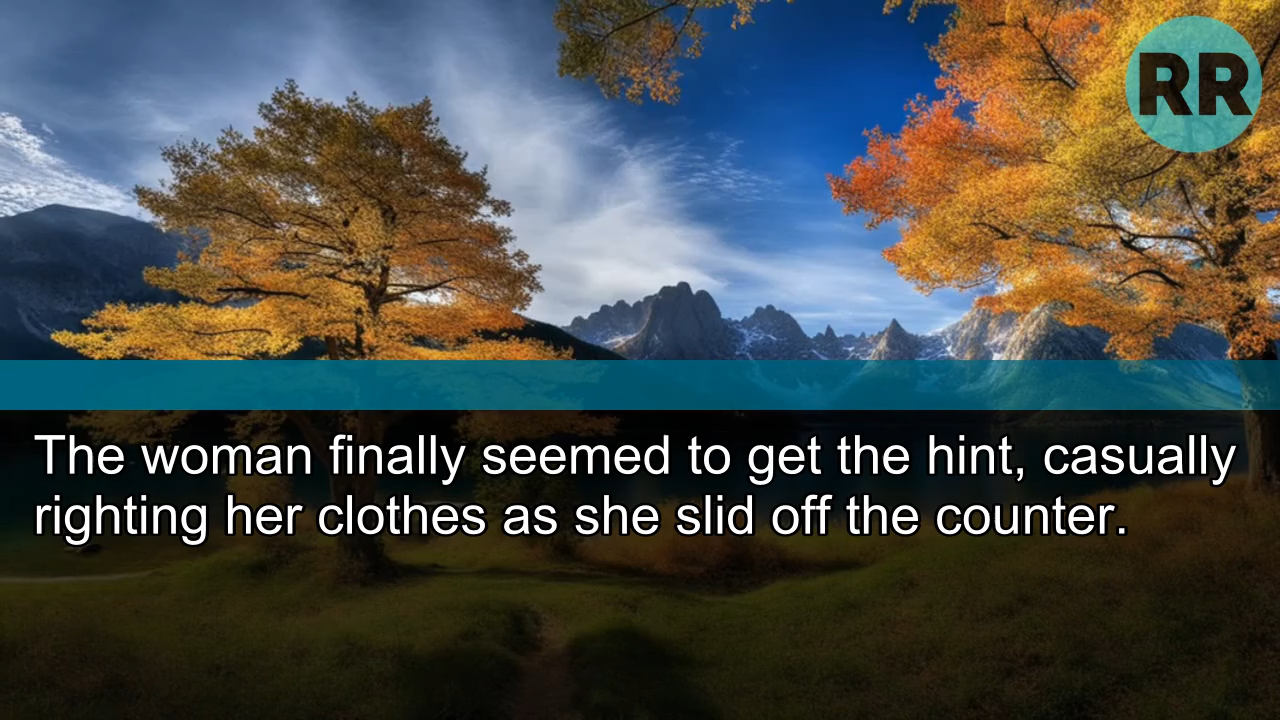 RR
The woman finally seemed to get the hint, casually
righting her clothes as she slid off the counter.